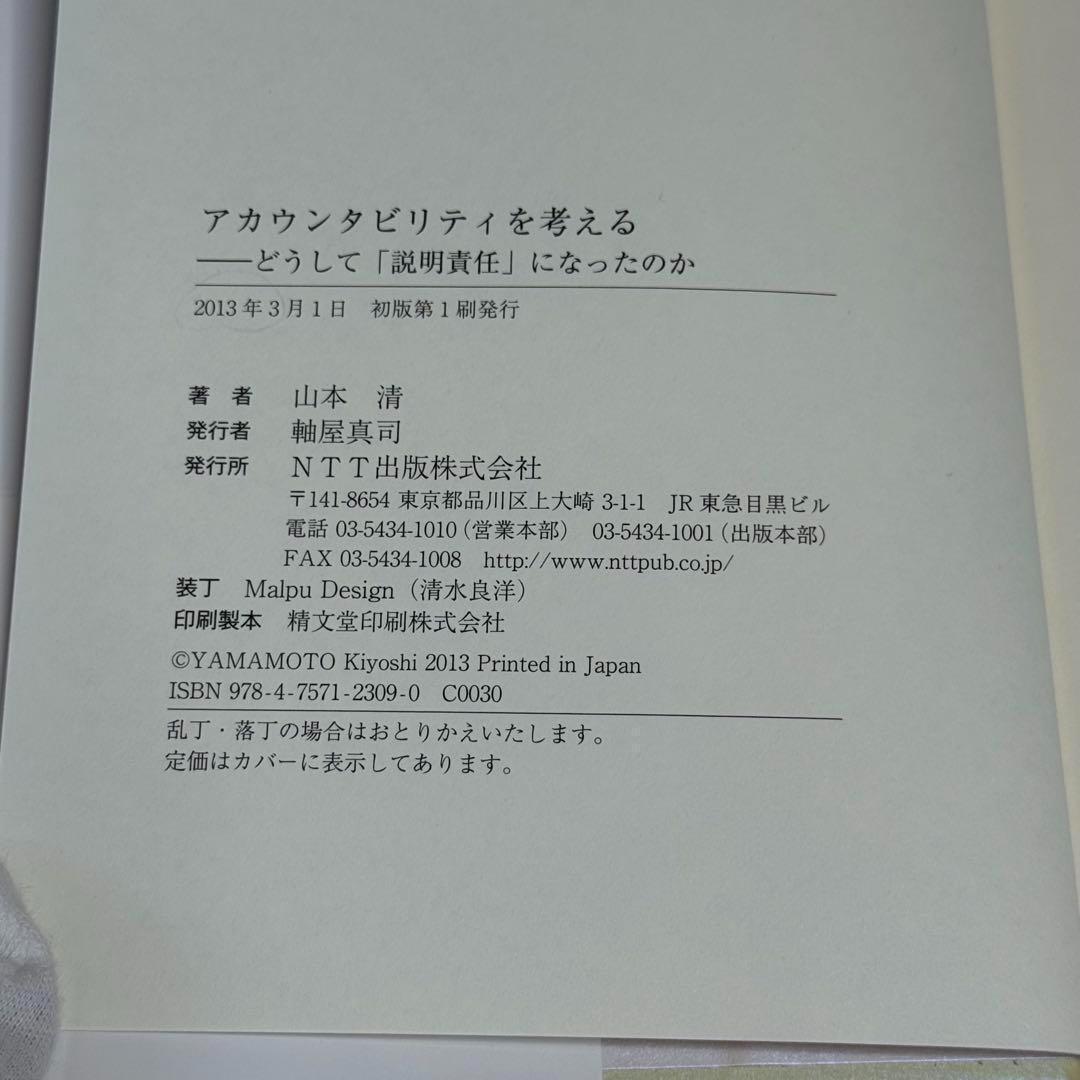 アカウンタビリティを考える
――どうして「説明責任」になったのか
2013年3月1日　初版第1刷発行
著　者　山本　清
発行者　軸屋真司
発行所　ＮＴＴ出版株式会社
〒141-8654 東京都品川区上大崎 3-1-1　JR東急目黒ビル
電話 03-5434-1010（営業本部）　03-5434-1001（出版本部）
FAX 03-5434-1008　http://www.nttpub.co.jp/
装丁　Malpu Design（清水良洋）
印刷製本　精文堂印刷株式会社
©YAMAMOTO Kiyoshi 2013 Printed in Japan
ISBN 978-4-7571-2309-0　C0030
乱丁・落丁の場合はおとりかえいたします。
定価はカバーに表示してあります。